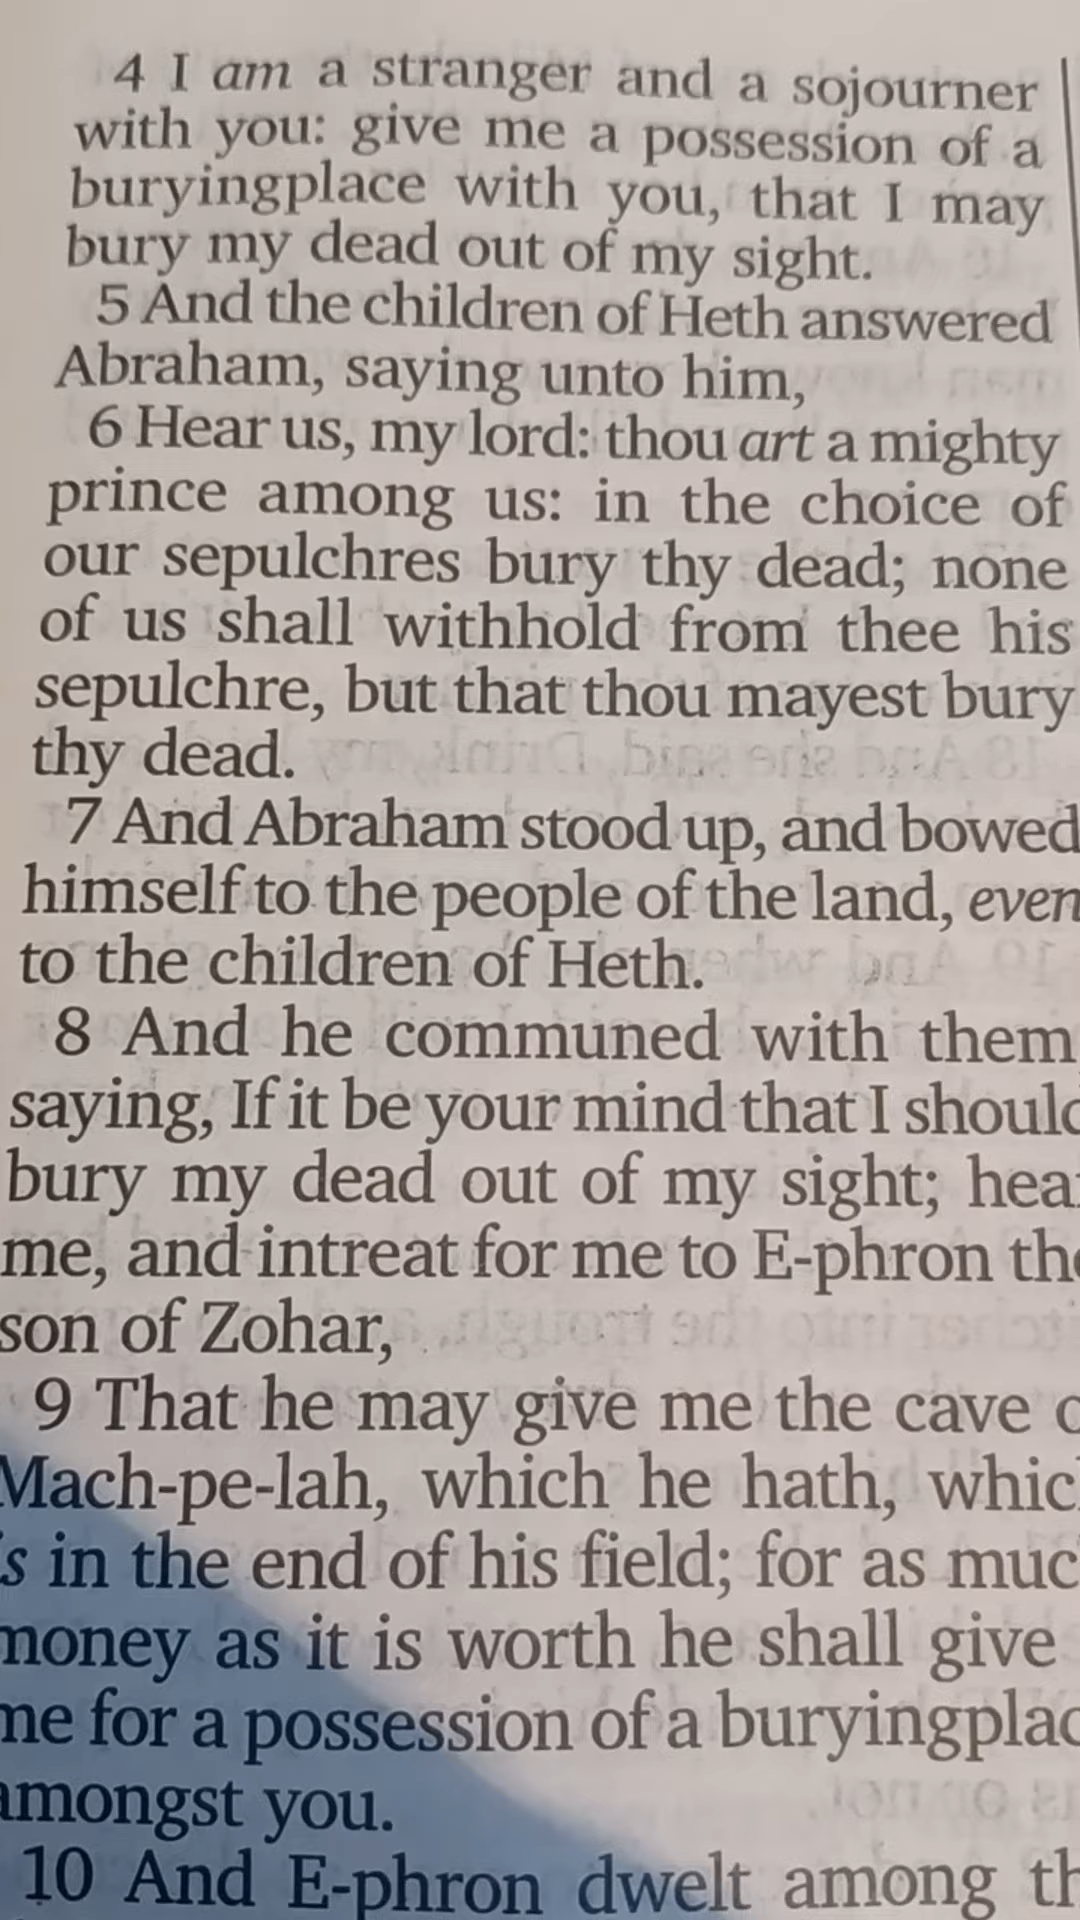 4 I am a stranger and a sojourner
with you: give me a possession of a
buryingplace with you, that I may
bury my dead out of my sight.
5 And the children of Heth answered
Abraham, saying unto him,
6 Hear us, my lord: thou art a mighty
prince among us: in the choice of
our sepulchres bury thy dead; none
of us shall withhold from thee his
sepulchre, but that thou mayest bury
thy dead.
7 And Abraham stood up, and bowed
himself to the people of the land, even
to the children of Heth.
8 And he communed with them
saying, If it be your mind that I should
bury my dead out of my sight; hear
me, and intreat for me to E-phron the
son of Zohar,
9 That he may give me the cave
Mach-pe-lah, which he hath,
in the end of his field; for as
money as it is worth he shall give
me for a possession of a
amongst you.
10 And E-phron dwelt among